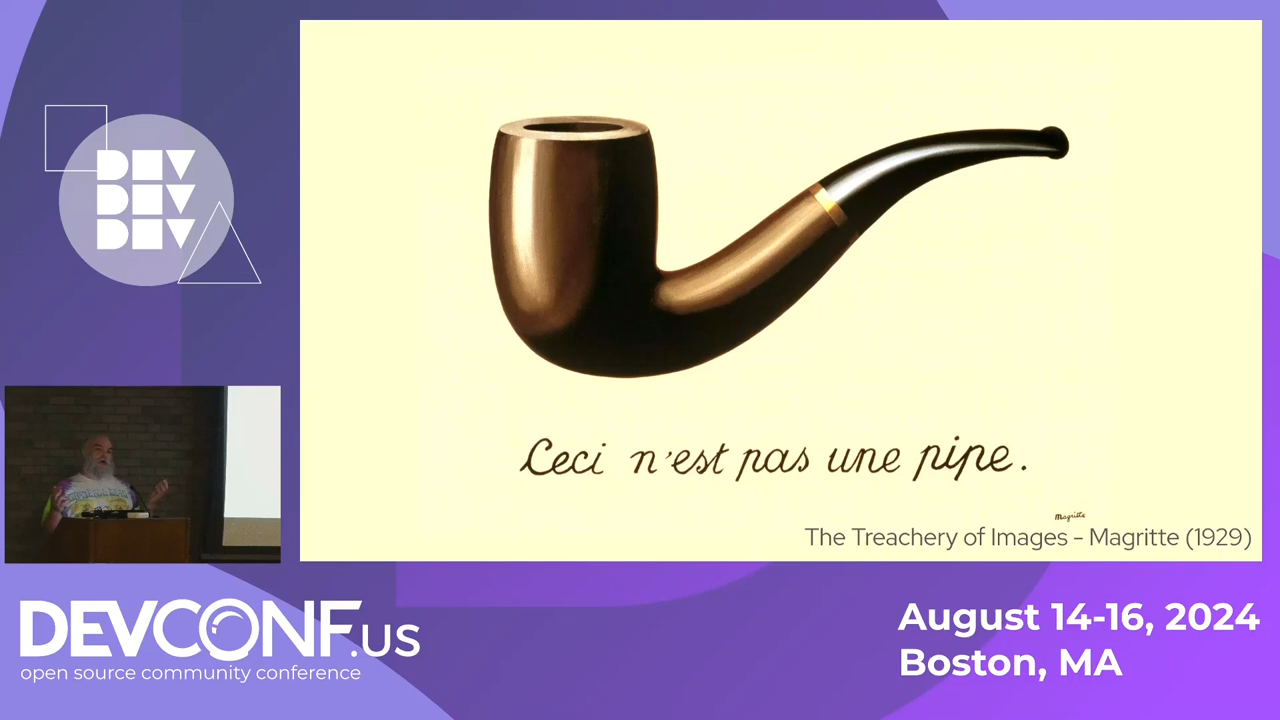 DEV
DEV
DEV
Ceci n'est pas une pipe.
Magritte
The Treachery of Images - Magritte (1929)
DEVCONF.US
open source community conference
August 14-16, 2024
Boston, MA